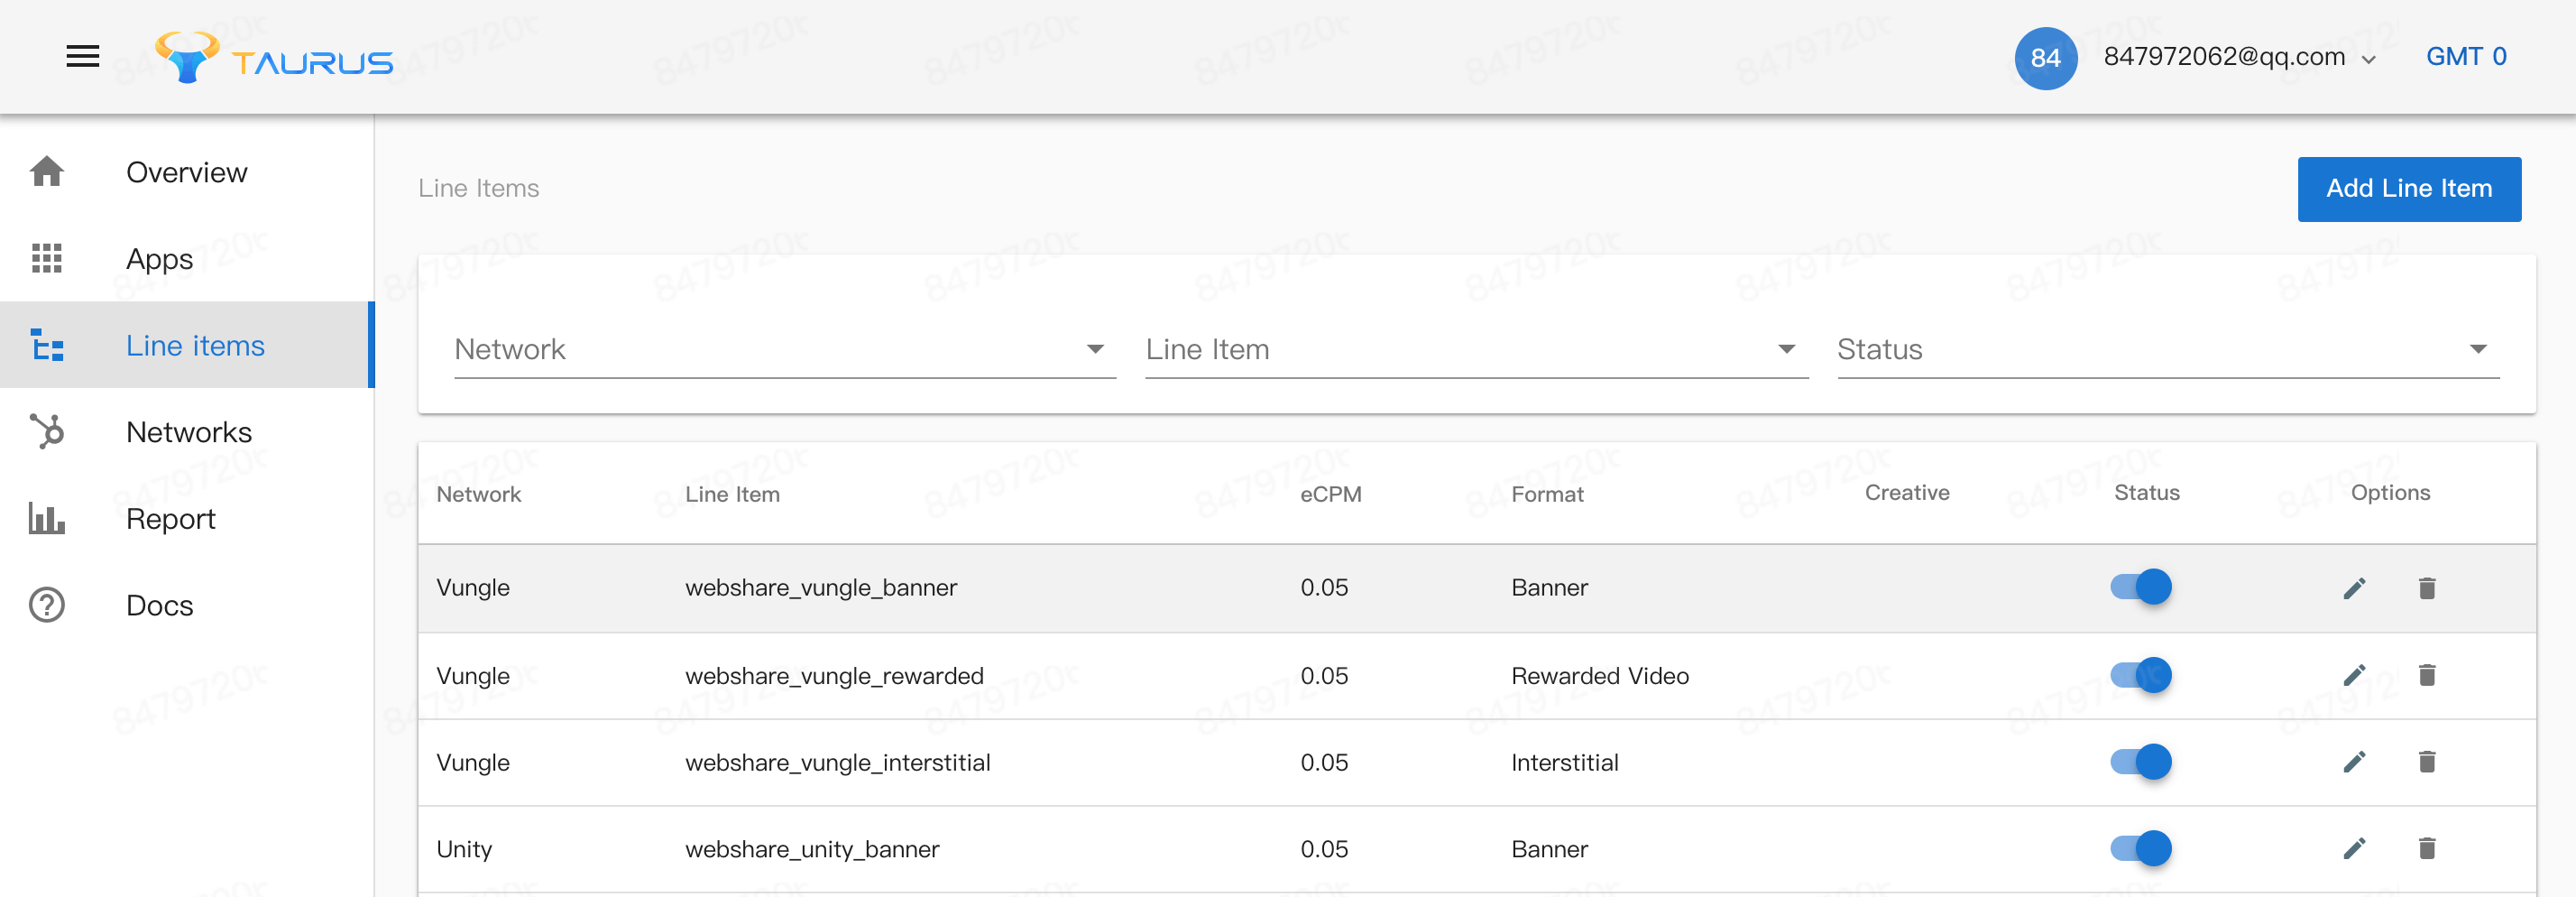 TAURUS
84
847972062@qq.com
GMT 0
Overview
Apps
Line items
Networks
Report
Docs
Line Items
Add Line Item
Network
Line Item
Status
Network Line Item eCPM Format Creative Status Options
Vungle webshare_vungle_banner 0.05 Banner
Vungle webshare_vungle_rewarded 0.05 Rewarded Video
Vungle webshare_vungle_interstitial 0.05 Interstitial
Unity webshare_unity_banner 0.05 Banner